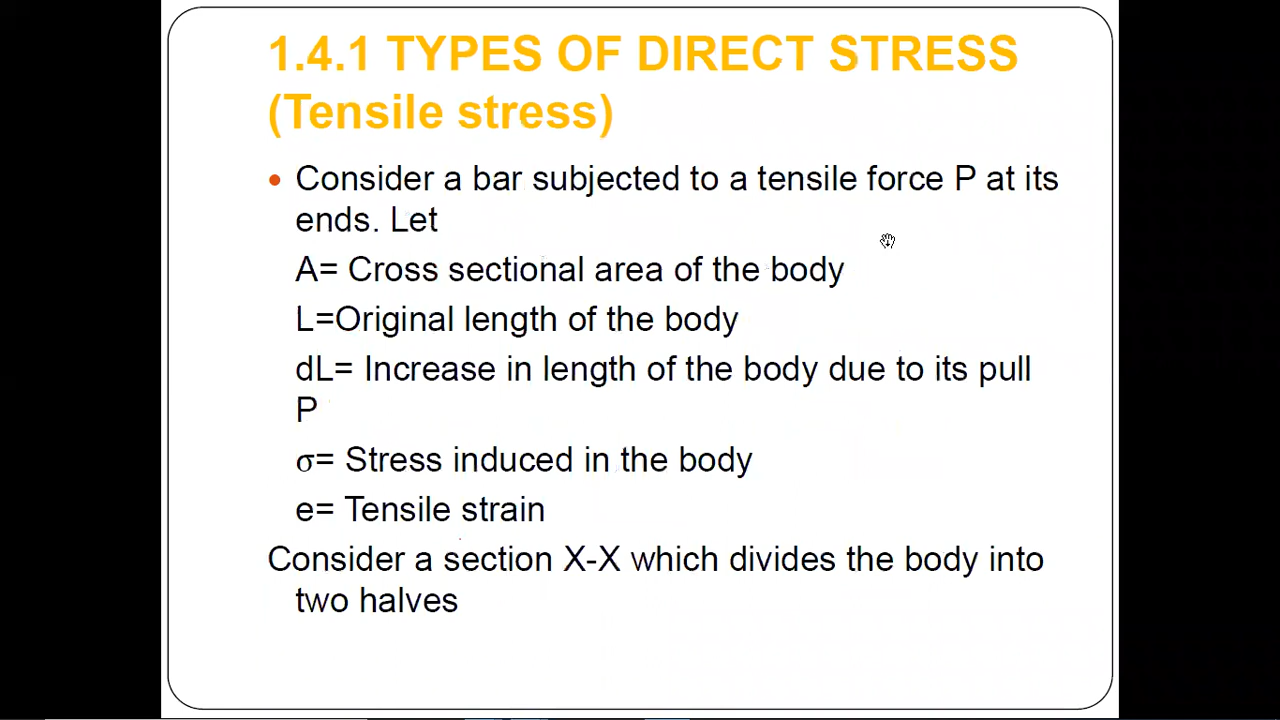 1.4.1 TYPES OF DIRECT STRESS
(Tensile stress)
• Consider a bar subjected to a tensile force P at its
ends. Let
A= Cross sectional area of the body
L=Original length of the body
dL= Increase in length of the body due to its pull
P
σ= Stress induced in the body
e= Tensile strain
Consider a section X-X which divides the body into
two halves